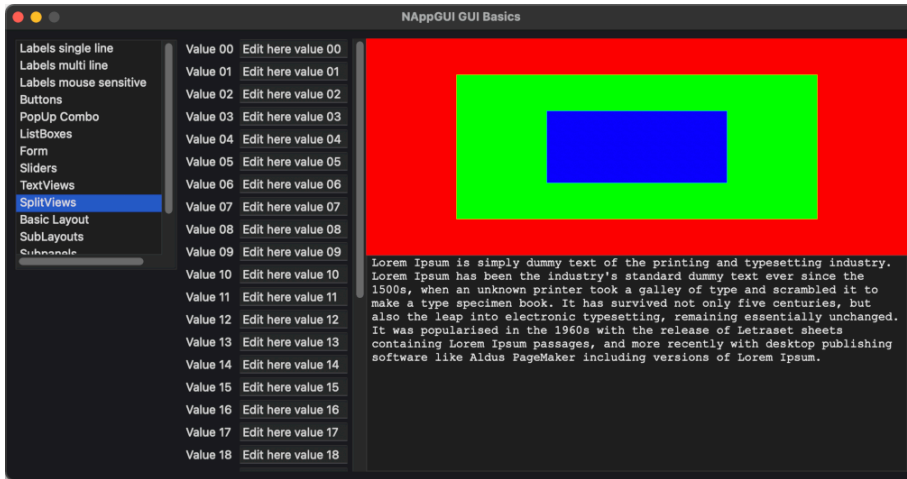 NAppGUI GUI Basics
Labels single line
Labels multi line
Labels mouse sensitive
Buttons
PopUp Combo
ListBoxes
Form
Sliders
TextViews
SplitViews
Basic Layout
SubLayouts
Subpanels
Value 00 Edit here value 00
Value 01 Edit here value 01
Value 02 Edit here value 02
Value 03 Edit here value 03
Value 04 Edit here value 04
Value 05 Edit here value 05
Value 06 Edit here value 06
Value 07 Edit here value 07
Value 08 Edit here value 08
Value 09 Edit here value 09
Value 10 Edit here value 10
Value 11 Edit here value 11
Value 12 Edit here value 12
Value 13 Edit here value 13
Value 14 Edit here value 14
Value 15 Edit here value 15
Value 16 Edit here value 16
Value 17 Edit here value 17
Value 18 Edit here value 18
Lorem Ipsum is simply dummy text of the printing and typesetting industry.
Lorem Ipsum has been the industry's standard dummy text ever since the
1500s, when an unknown printer took a galley of type and scrambled it to
make a type specimen book. It has survived not only five centuries, but
also the leap into electronic typesetting, remaining essentially unchanged.
It was popularised in the 1960s with the release of Letraset sheets
containing Lorem Ipsum passages, and more recently with desktop publishing
software like Aldus PageMaker including versions of Lorem Ipsum.